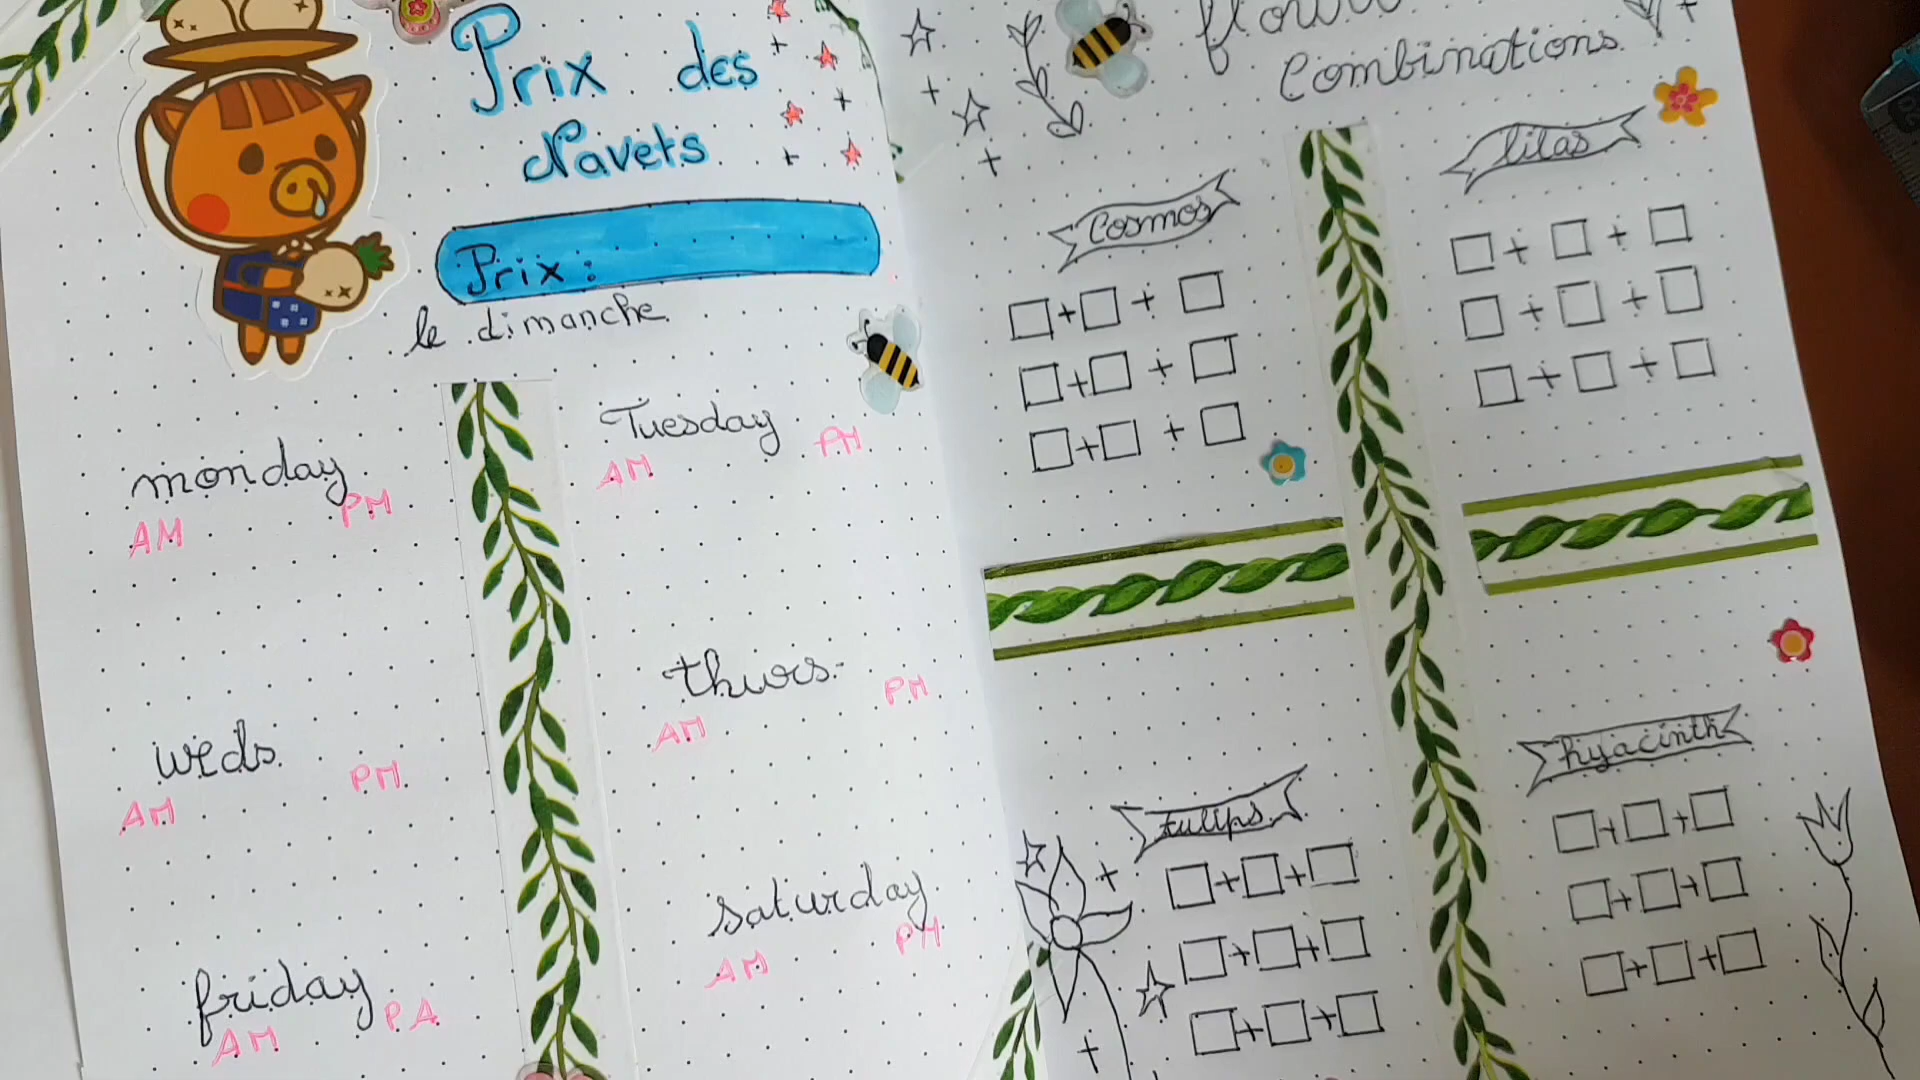 Prix des
Navets
Prix :
le dimanche
monday
AM PM
Tuesday
AM PM
weds.
AM PM
thurs.
AM PM
friday
AM PA
saturday
AM PM
Combinations
Cosmos
□+□+□
□+□+□
□+□+□
lilas
□+□+□
□+□+□
□+□+□
tulips
□+□+□
□+□+□
□+□+□
hyacinth
□+□+□
□+□+□
□+□+□